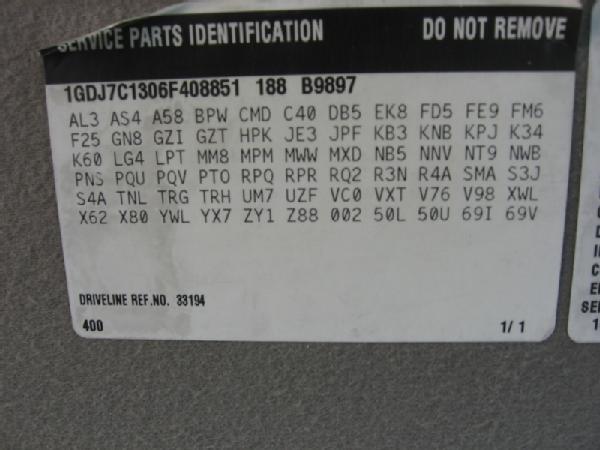 SERVICE PARTS IDENTIFICATION DO NOT REMOVE
1GDJ7C1306F408851 188 B9897
AL3 AS4 A58 BPW CMD C40 DB5 EK8 FD5 FE9 FM6
F25 GN8 GZI GZT HPK JE3 JPF KB3 KNB KPJ K34
K60 LG4 LPT MM8 MPM MWW MXD NB5 NNV NT9 NWB
PNS PQU PQV PTO RPQ RPR RQ2 R3N R4A SMA S3J
S4A TNL TRG TRH UM7 UZF VC0 VXT V76 V98 XWL
X62 X80 YWL YX7 ZY1 Z88 002 50L 50U 69I 69V
DRIVELINE REF.NO. 33194
400 1/1